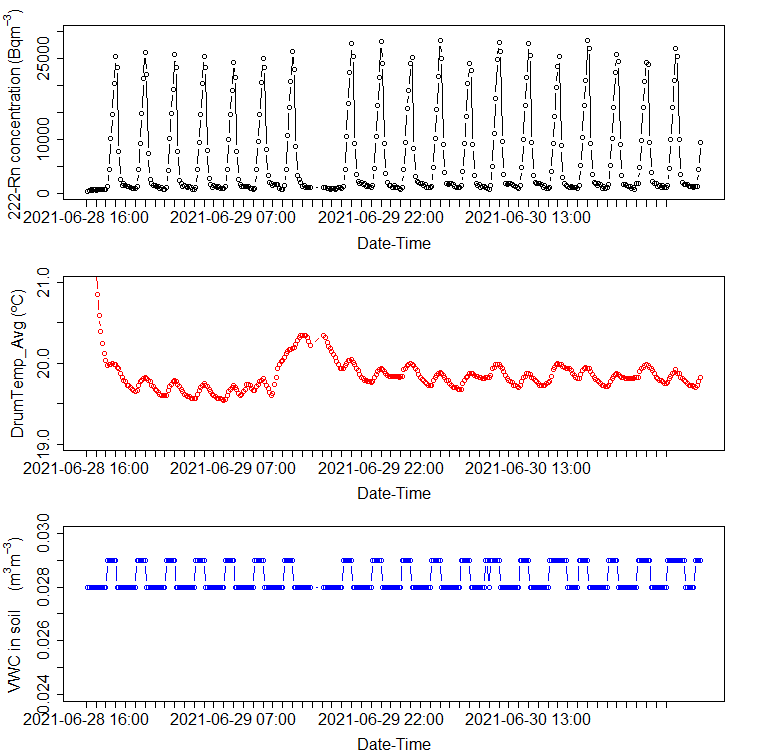 222-Rn concentration (Bqm⁻³)
25000
10000
0
2021-06-28 16:00 2021-06-29 07:00 2021-06-29 22:00 2021-06-30 13:00
Date-Time
DrumTemp_Avg (ºC)
21.0
20.0
19.0
2021-06-28 16:00 2021-06-29 07:00 2021-06-29 22:00 2021-06-30 13:00
Date-Time
VWC in soil (m³m⁻³)
0.030
0.028
0.026
0.024
2021-06-28 16:00 2021-06-29 07:00 2021-06-29 22:00 2021-06-30 13:00
Date-Time